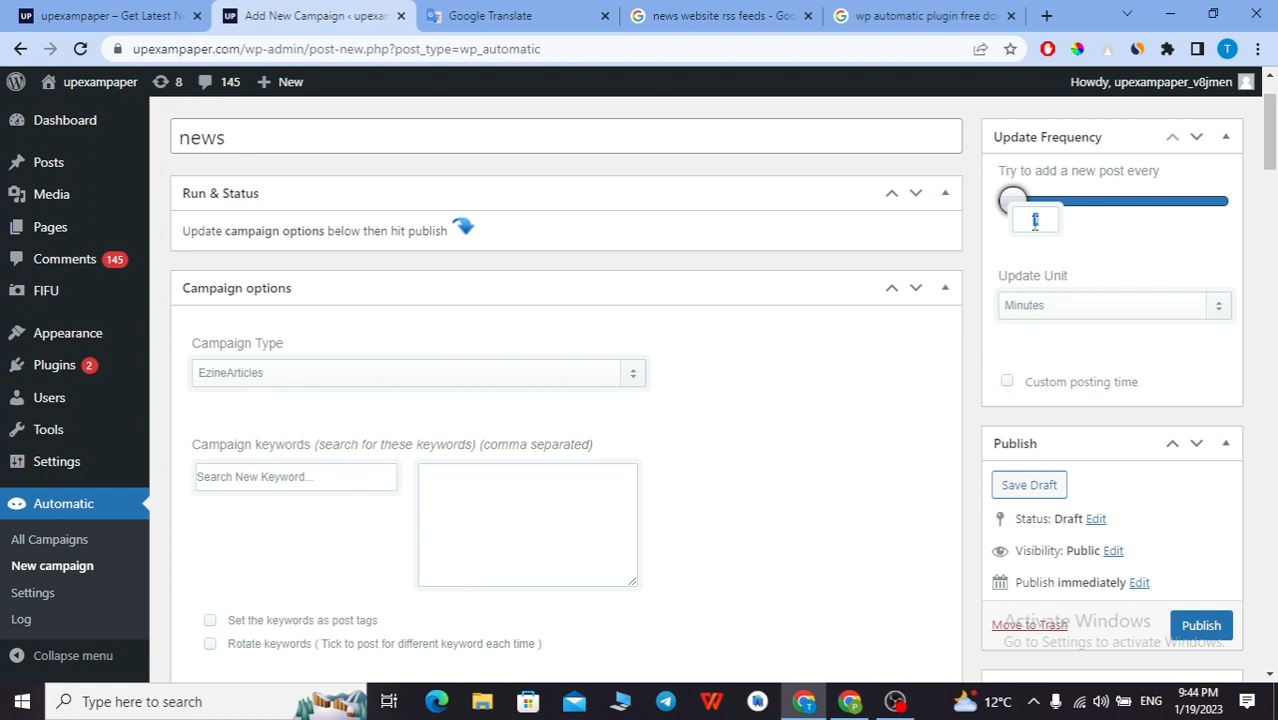 UP upexampaper – Get Latest N
UP Add New Campaign ‹ upexan
Google Translate
news website rss feeds - Goo
wp automatic plugin free do
upexampaper.com/wp-admin/post-new.php?post_type=wp_automatic
T
upexampaper
8
145
New
Howdy, upexampaper_v8jmen
Dashboard
Posts
Media
Pages
Comments 145
FIFU
Appearance
Plugins 2
Users
Tools
Settings
Automatic
All Campaigns
New campaign
Settings
Log
Collapse menu
news
Run & Status
Update campaign options below then hit publish
Campaign options
Campaign Type
EzineArticles
Campaign keywords (search for these keywords) (comma separated)
Search New Keyword...
Set the keywords as post tags
Rotate keywords ( Tick to post for different keyword each time )
Update Frequency
Try to add a new post every
Update Unit
Minutes
Custom posting time
Publish
Save Draft
Status: Draft Edit
Visibility: Public Edit
Publish immediately Edit
Move to Trash
Publish
Activate Windows
Go to Settings to activate Windows.
Type here to search
12°C
ENG
9:44 PM
1/19/2023